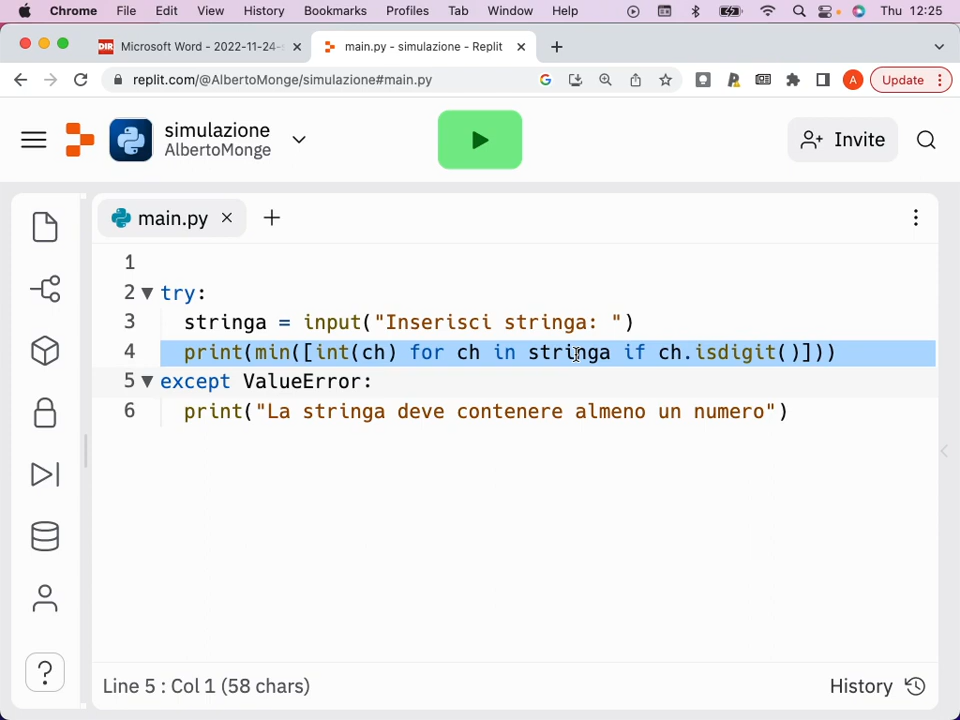 Chrome File Edit View History Bookmarks Profiles Tab Window Help Thu 12:25
DIR Microsoft Word - 2022-11-24- main.py - simulazione - Replit
replit.com/@AlbertoMonge/simulazione#main.py A Update
simulazione
AlbertoMonge
Invite
main.py
1
2 try:
3 stringa = input("Inserisci stringa: ")
4 print(min([int(ch) for ch in stringa if ch.isdigit()]))
5 except ValueError:
6 print("La stringa deve contenere almeno un numero")
?
Line 5 : Col 1 (58 chars) History